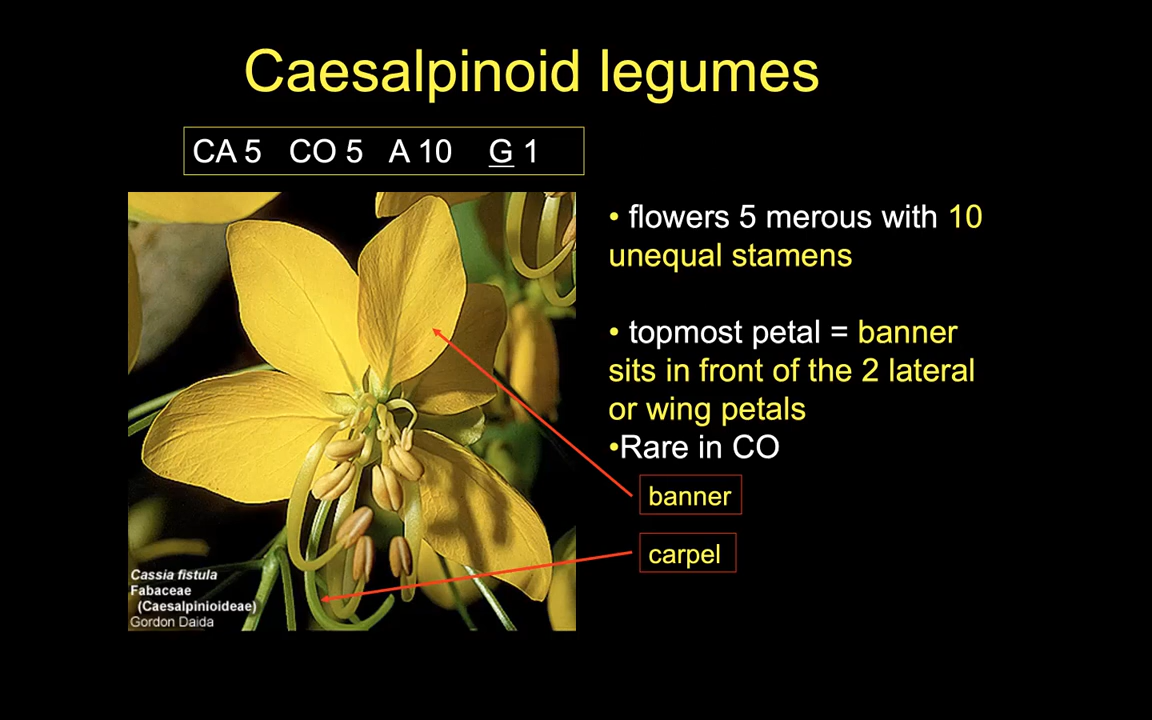 Caesalpinoid legumes
CA 5 CO 5 A 10 G 1
• flowers 5 merous with 10
unequal stamens
• topmost petal = banner
sits in front of the 2 lateral
or wing petals
•Rare in CO
banner
carpel
Cassia fistula
Fabaceae
(Caesalpinioideae)
Gordon Daida